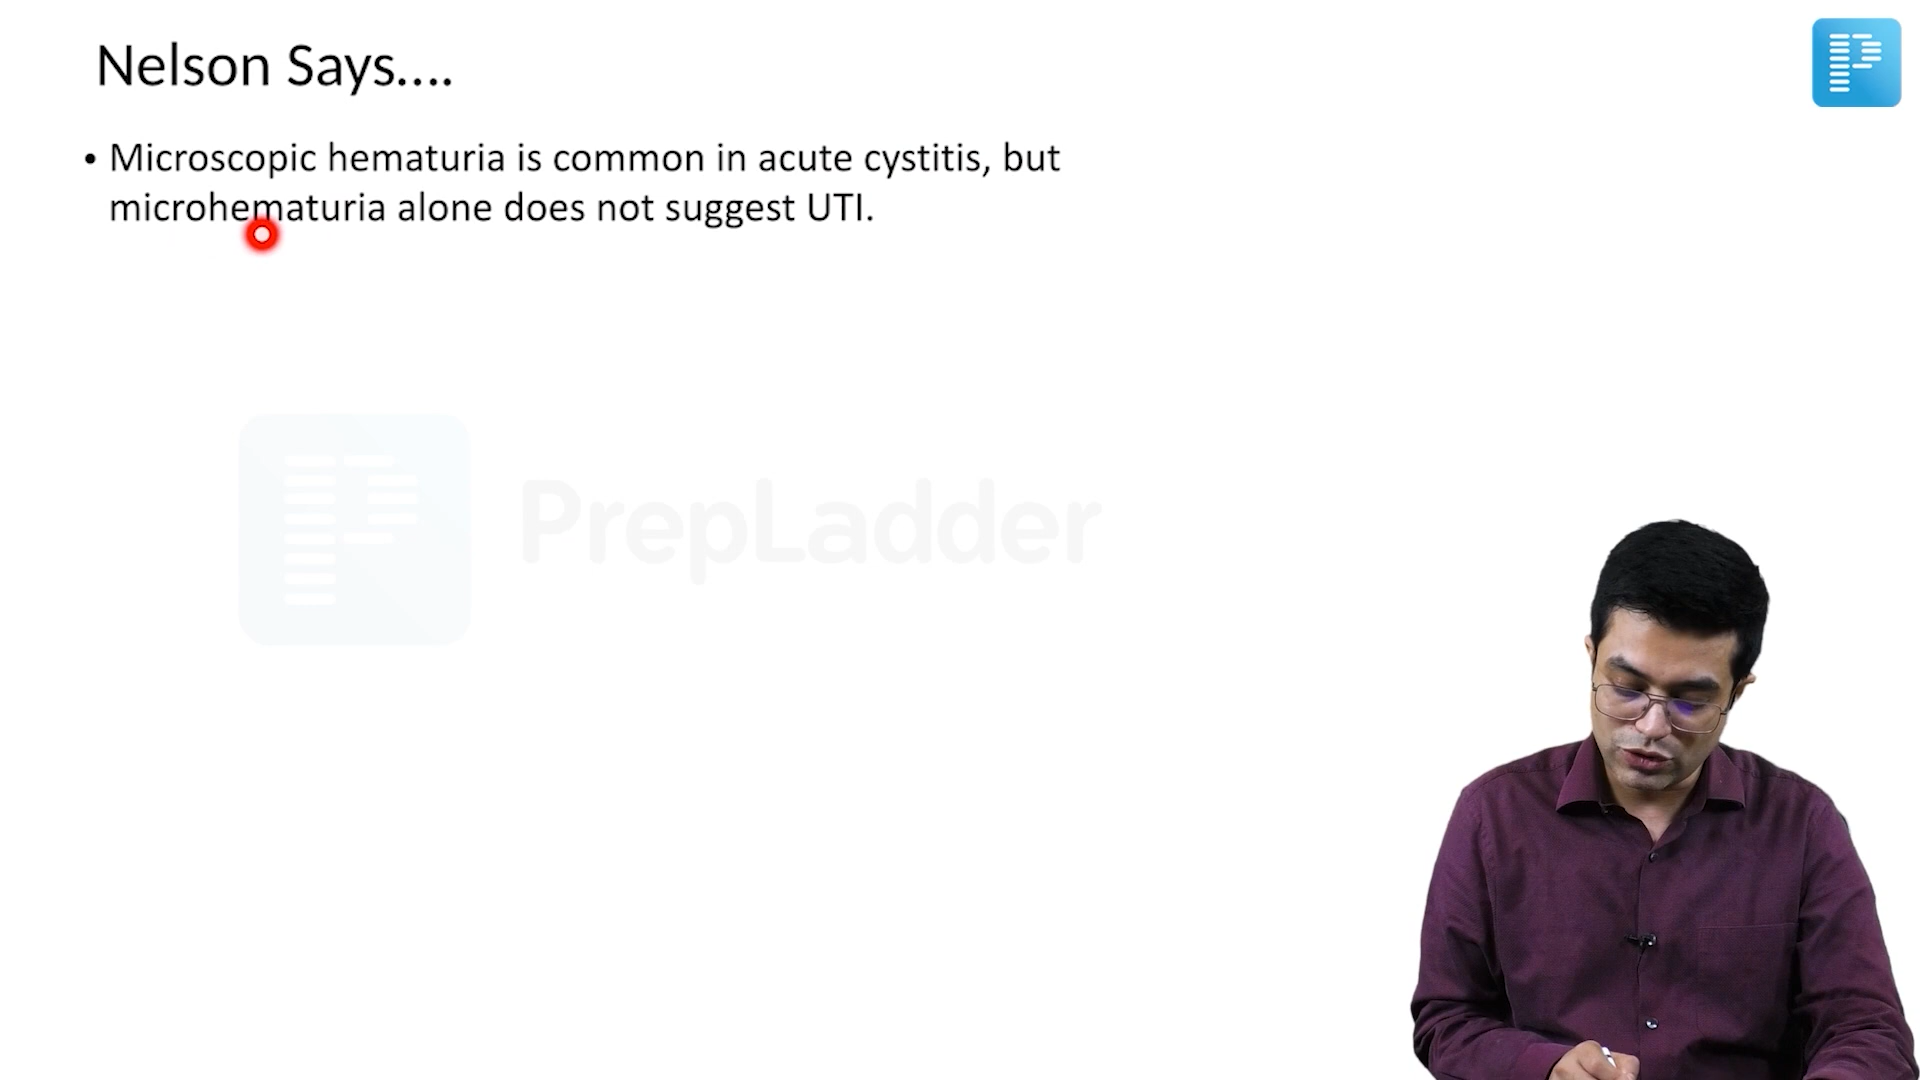 Nelson Says....
• Microscopic hematuria is common in acute cystitis, but
microhematuria alone does not suggest UTI.
PrepLadder